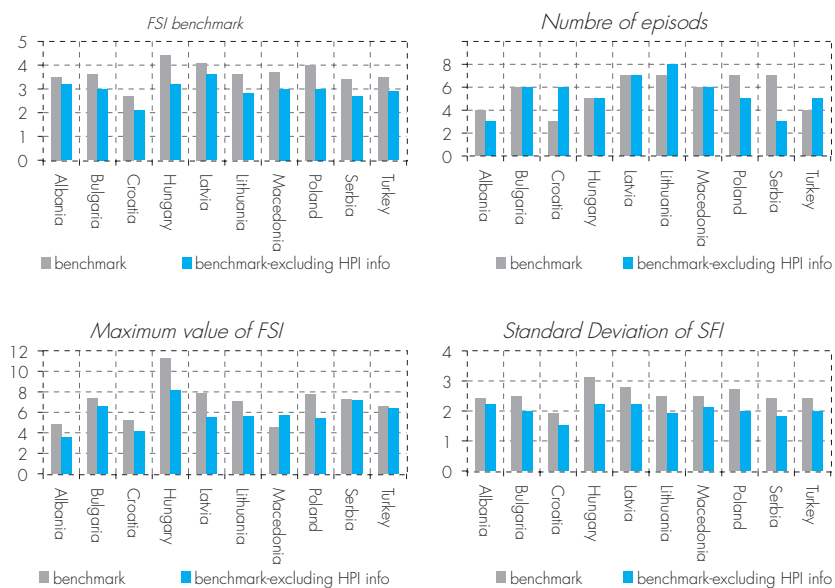 FSI benchmark
5
4
3
2
1
0
Albania
Bulgaria
Croatia
Hungary
Latvia
Lithuania
Macedonia
Poland
Serbia
Turkey
benchmark benchmark-excluding HPI info
Numbre of episods
8
6
4
2
0
Albania
Bulgaria
Croatia
Hungary
Latvia
Lithuania
Macedonia
Poland
Serbia
Turkey
benchmark benchmark-excluding HPI info
Maximum value of FSI
12
10
8
6
4
2
0
Albania
Bulgaria
Croatia
Hungary
Latvia
Lithuania
Macedonia
Poland
Serbia
Turkey
benchmark benchmark-excluding HPI info
Standard Deviation of SFI
4
3
2
1
0
Albania
Bulgaria
Croatia
Hungary
Latvia
Lithuania
Macedonia
Poland
Serbia
Turkey
benchmark benchmark-excluding HPI info